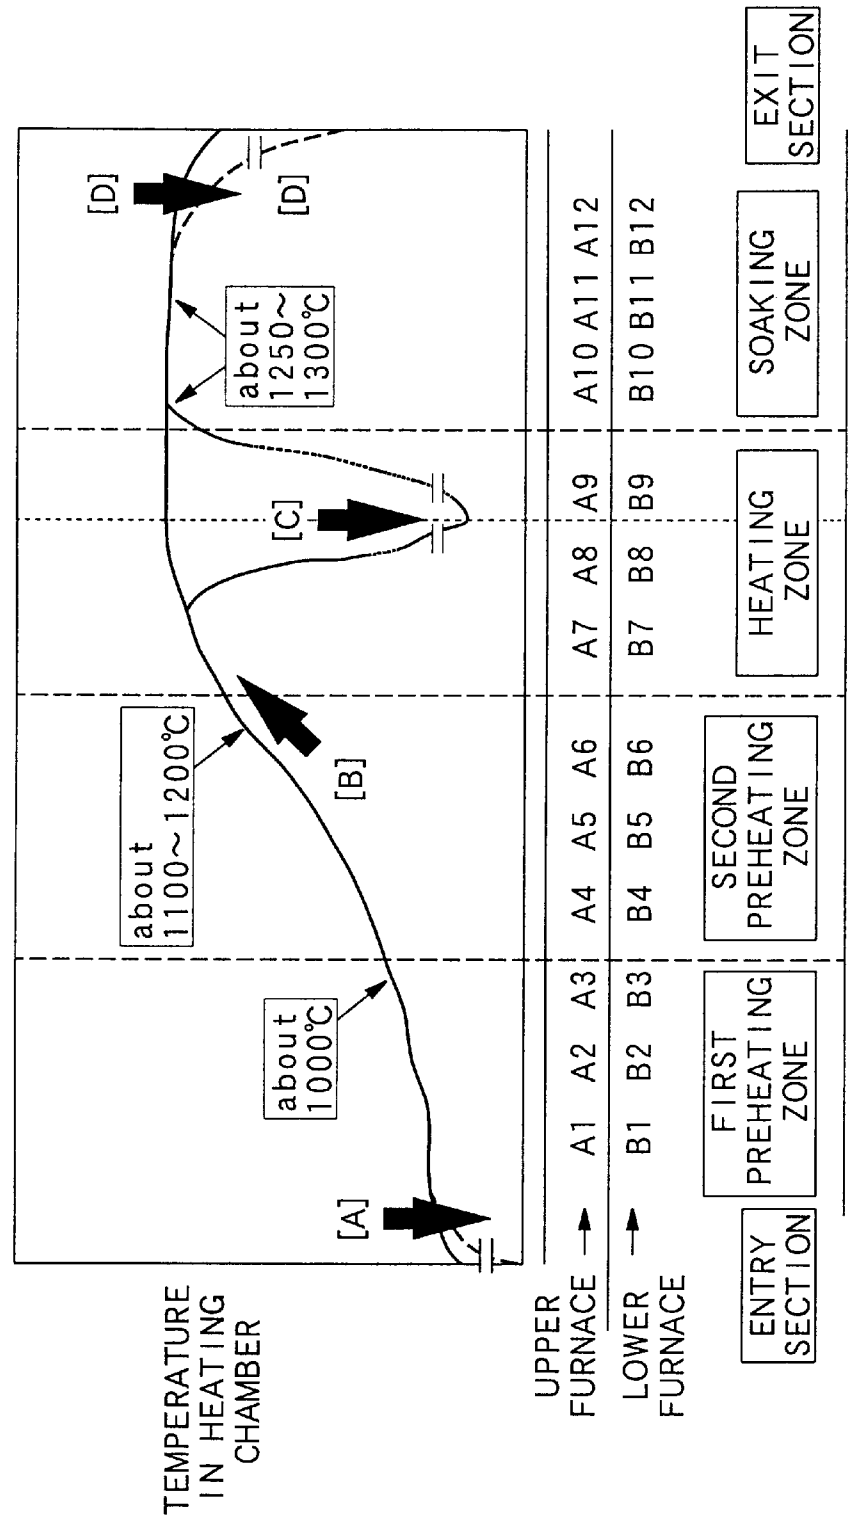 TEMPERATURE
IN HEATING
CHAMBER
[A]
about
1000℃
about
1100～1200℃
[B]
[C]
about
1250～
1300℃
[D]
[D]
UPPER
FURNACE → A1 A2 A3 A4 A5 A6 A7 A8 A9 A10 A11 A12
LOWER → B1 B2 B3 B4 B5 B6 B7 B8 B9 B10 B11 B12
FURNACE
ENTRY
SECTION
FIRST
PREHEATING
ZONE
SECOND
PREHEATING
ZONE
HEATING
ZONE
SOAKING
ZONE
EXIT
SECTION